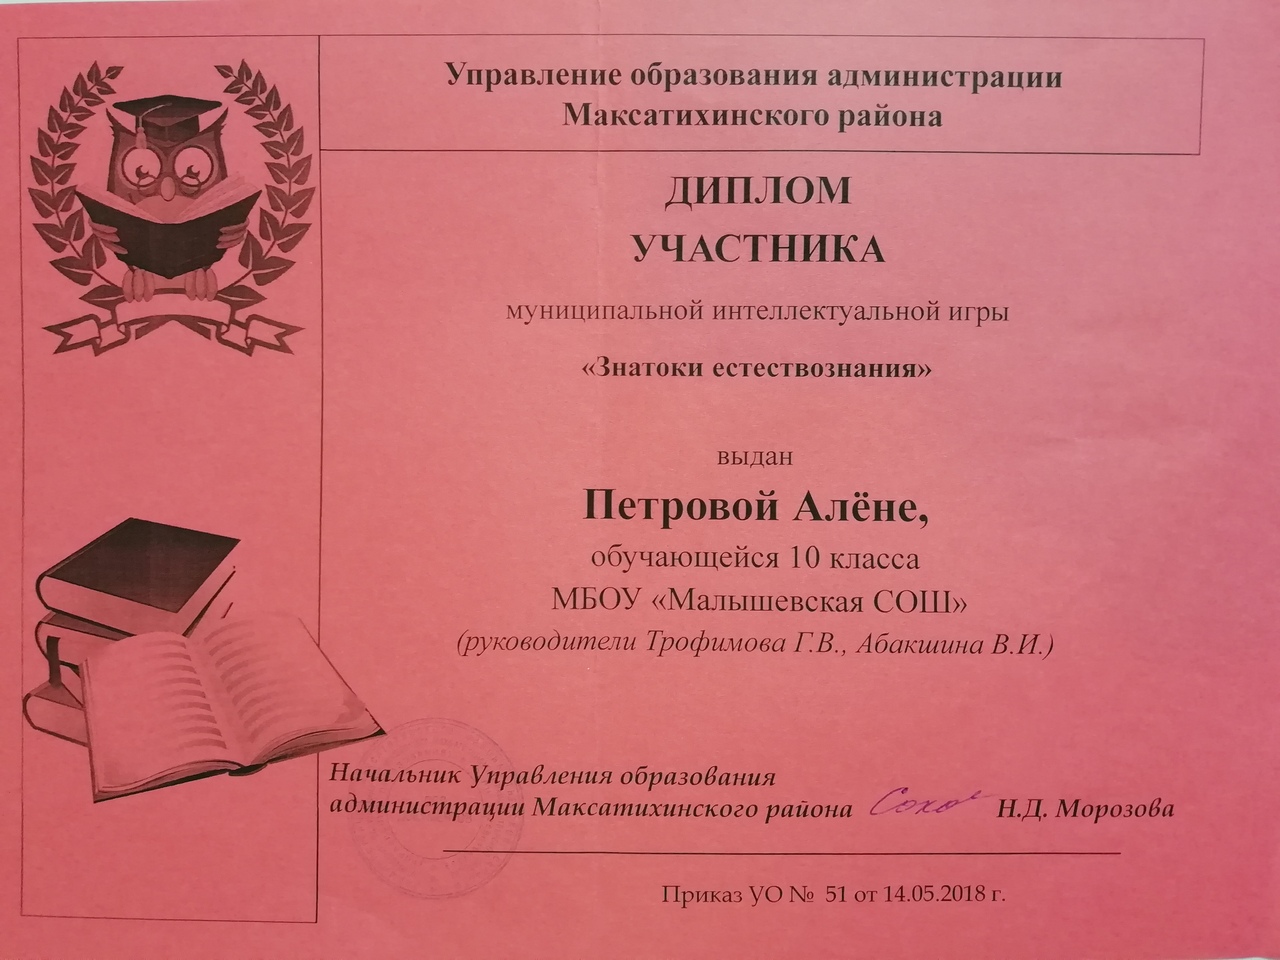 Управление образования администрации
Максатихинского района
ДИПЛОМ
УЧАСТНИКА
муниципальной интеллектуальной игры
«Знатоки естествознания»
выдан
Петровой Алёне,
обучающейся 10 класса
МБОУ «Малышевская СОШ»
(руководители Трофимова Г.В., Абакшина В.И.)
Начальник Управления образования
администрации Максатихинского района Н.Д. Морозова
Приказ УО № 51 от 14.05.2018 г.